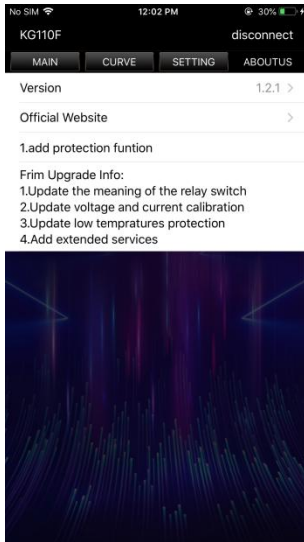 No SIM 12:02 PM 30%
KG110F disconnect
MAIN CURVE SETTING ABOUTUS
Version 1.2.1 >
Official Website >
1.add protection funtion
Frim Upgrade Info:
1.Update the meaning of the relay switch
2.Update voltage and current calibration
3.Update low tempratures protection
4.Add extended services